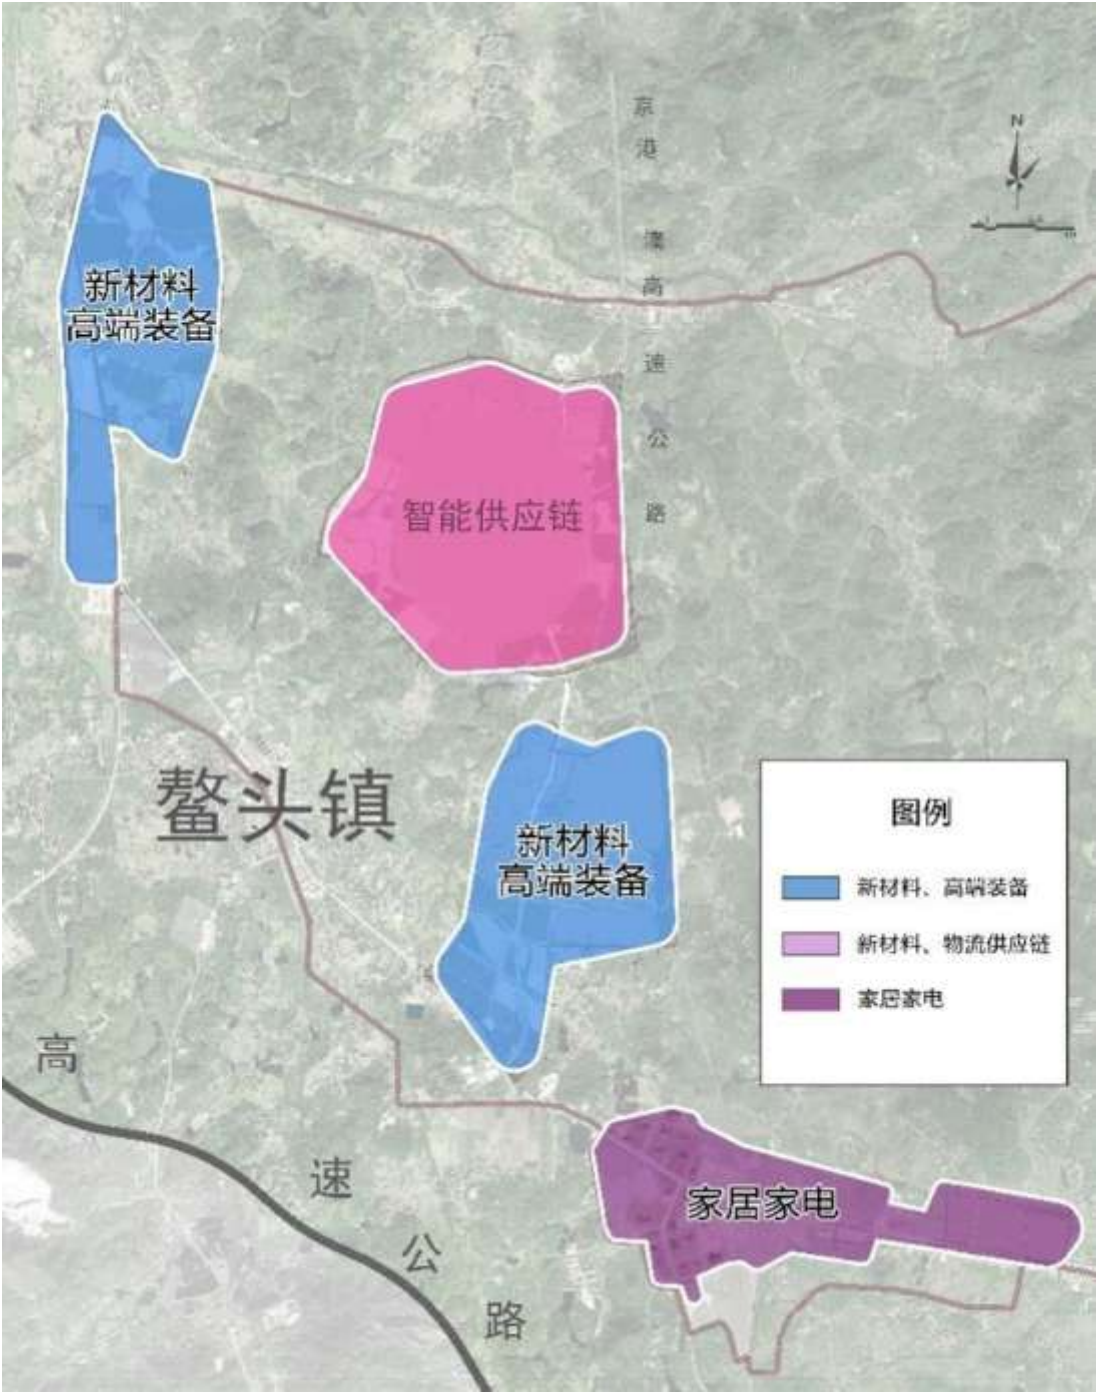 N
京
港
澳
高
速
公
路
新材料
高端装备
智能供应链
鳌头镇
新材料
高端装备
图例
新材料、高端装备
新材料、物流供应链
家居家电
家居家电
高
速
公
路